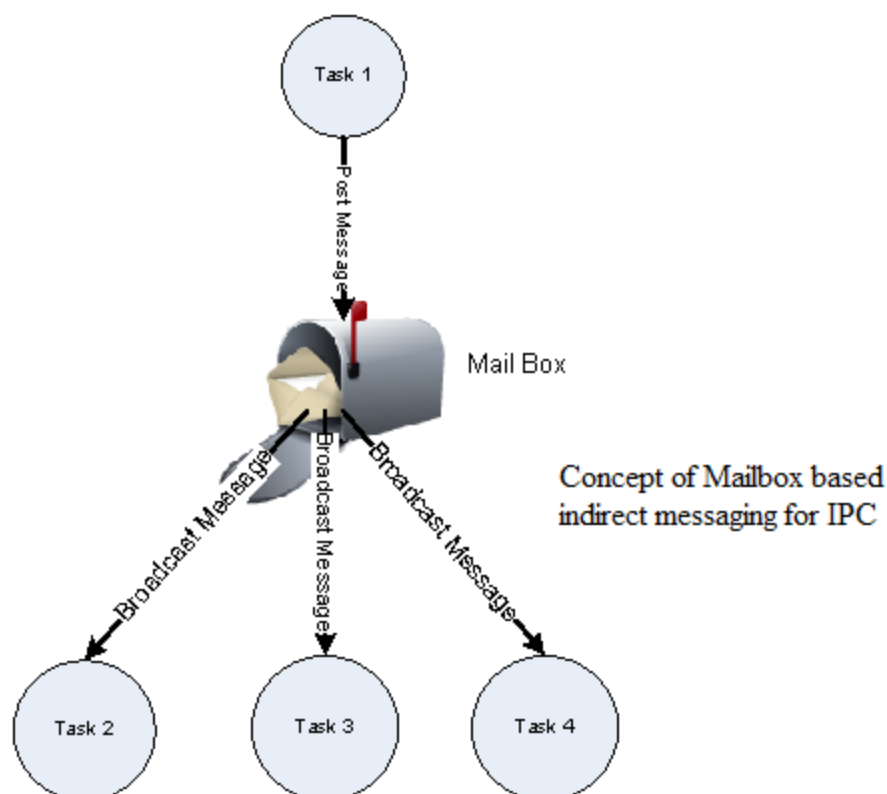 Task 1
Post Message
Mail Box
Broadcast Message
Broadcast Message
Broadcast Message
Concept of Mailbox based
indirect messaging for IPC
Task 2
Task 3
Task 4